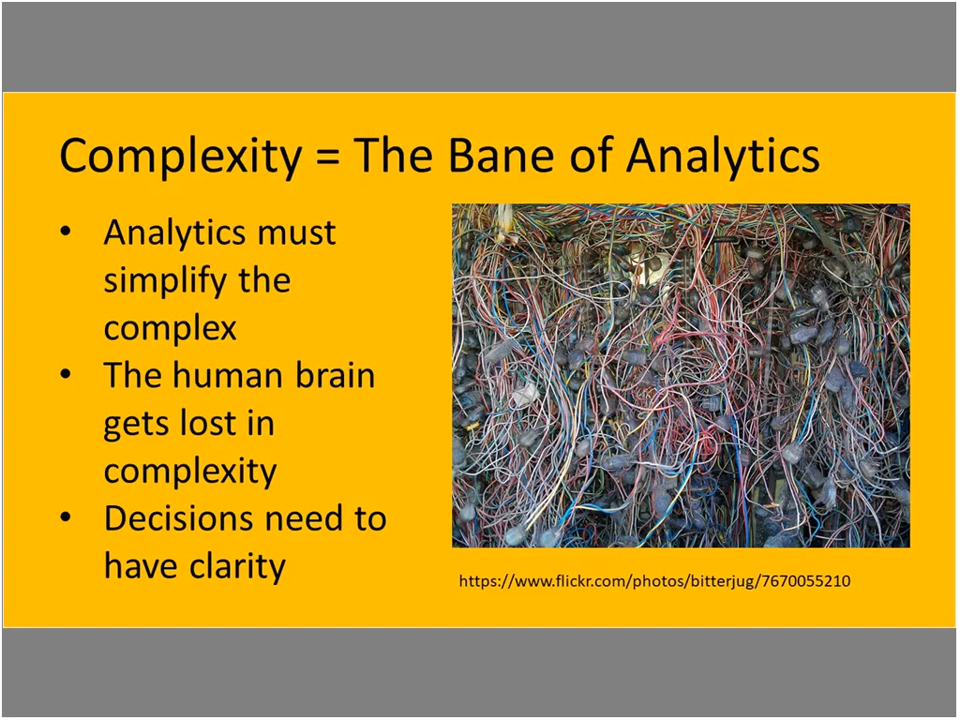 Complexity = The Bane of Analytics
• Analytics must
simplify the
complex
• The human brain
gets lost in
complexity
• Decisions need to
have clarity
https://www.flickr.com/photos/bitterjug/7670055210